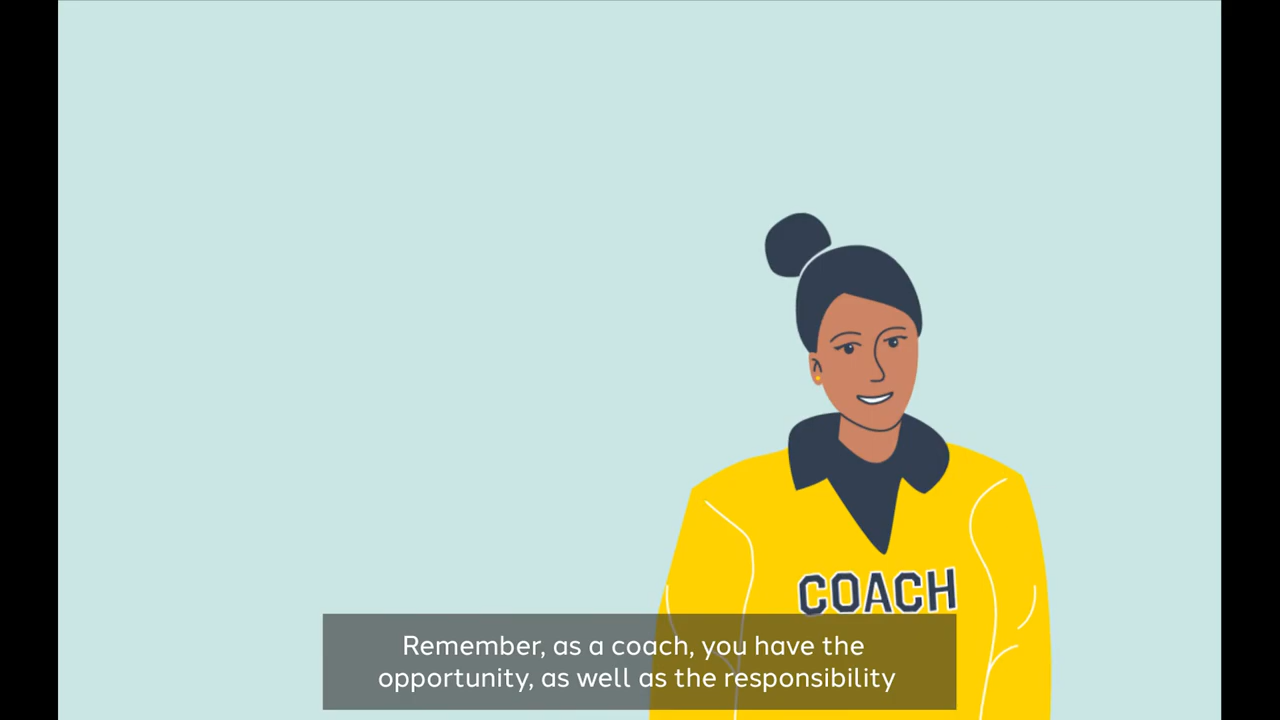 COACH
Remember, as a coach, you have the
opportunity, as well as the responsibility